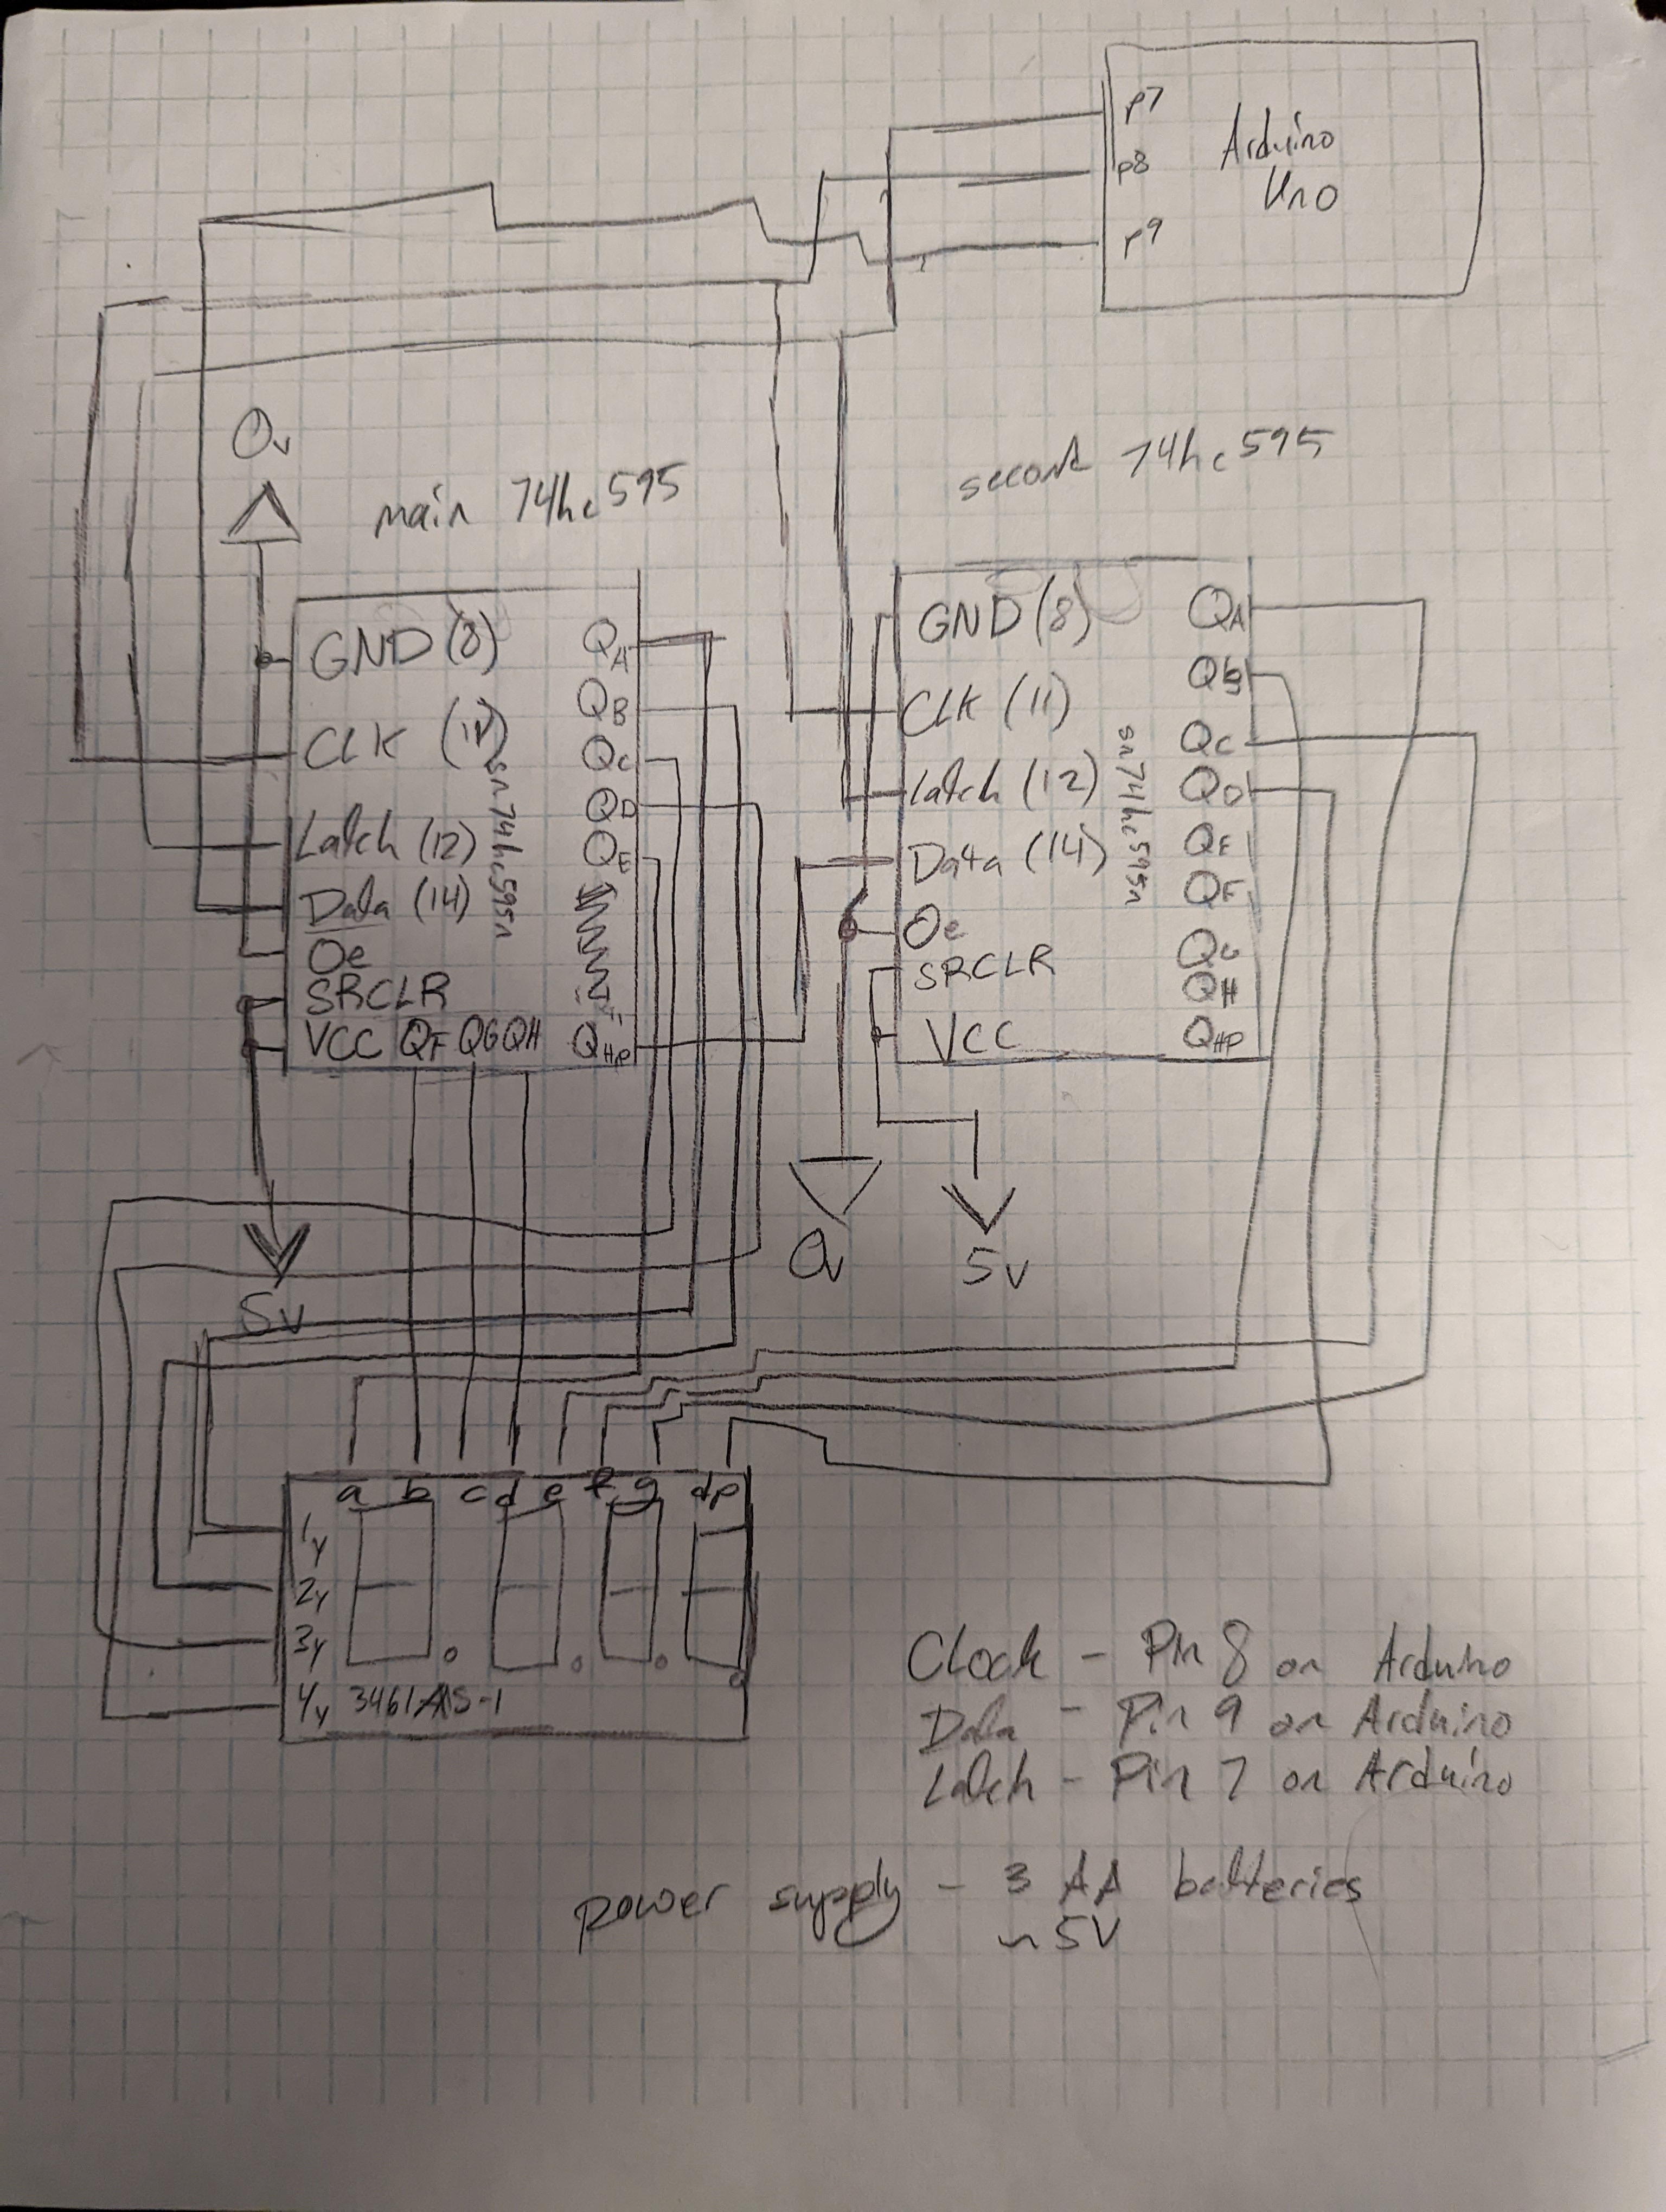 p7
Arduino
p8
Uno
p9
0v
main 74hc595
second 74hc595
GND (8)
CLK
Latch (12)
Data (14)
Oe
SRCLR
VCC QF QG QH
QA
QB
QC
QD
QE
QHP
sn74hc595n
GND (8)
CLK (11)
Latch (12)
Data (14)
Oe
SRCLR
VCC
QA
QB
QC
QD
QE
QF
QG
QH
QHP
sn74hc595n
5v
0v
5v
a b c d e f g dp
1y
2y
3y
4y 3461AS-1
Clock - Pin 8 on Arduino
Data - Pin 9 on Arduino
Latch - Pin 7 on Arduino
power supply - 3 AA batteries
~5V